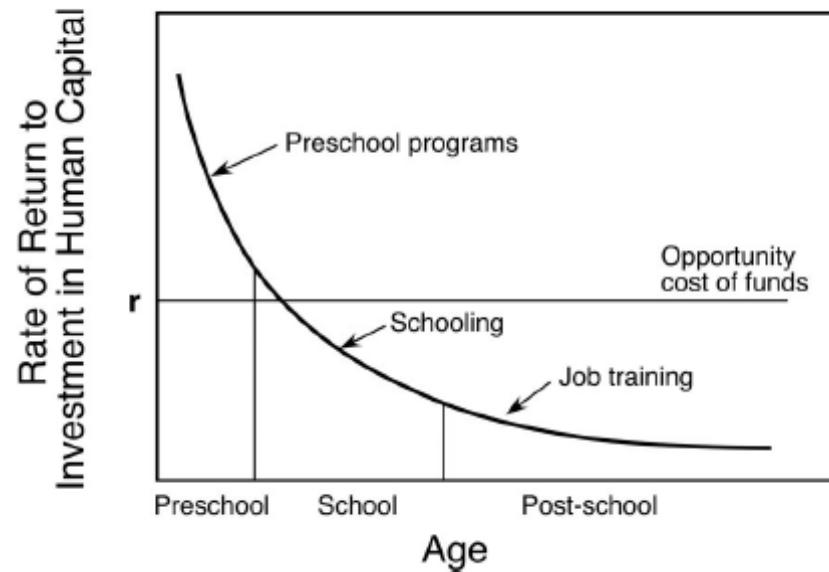 Rate of Return to
Investment in Human Capital
Preschool programs
Opportunity
cost of funds
r
Schooling
Job training
Preschool
School
Post-school
Age